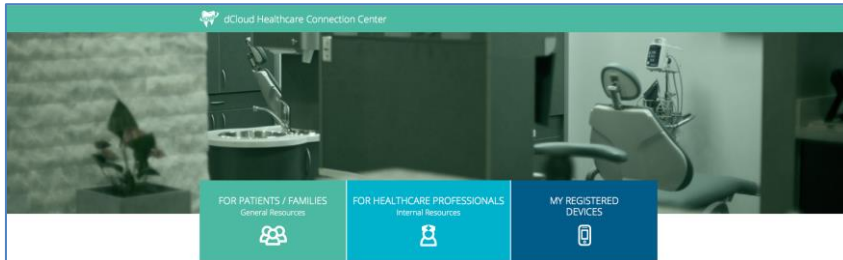 dCloud Healthcare Connection Center
FOR PATIENTS / FAMILIES
General Resources
FOR HEALTHCARE PROFESSIONALS
Internal Resources
MY REGISTERED
DEVICES